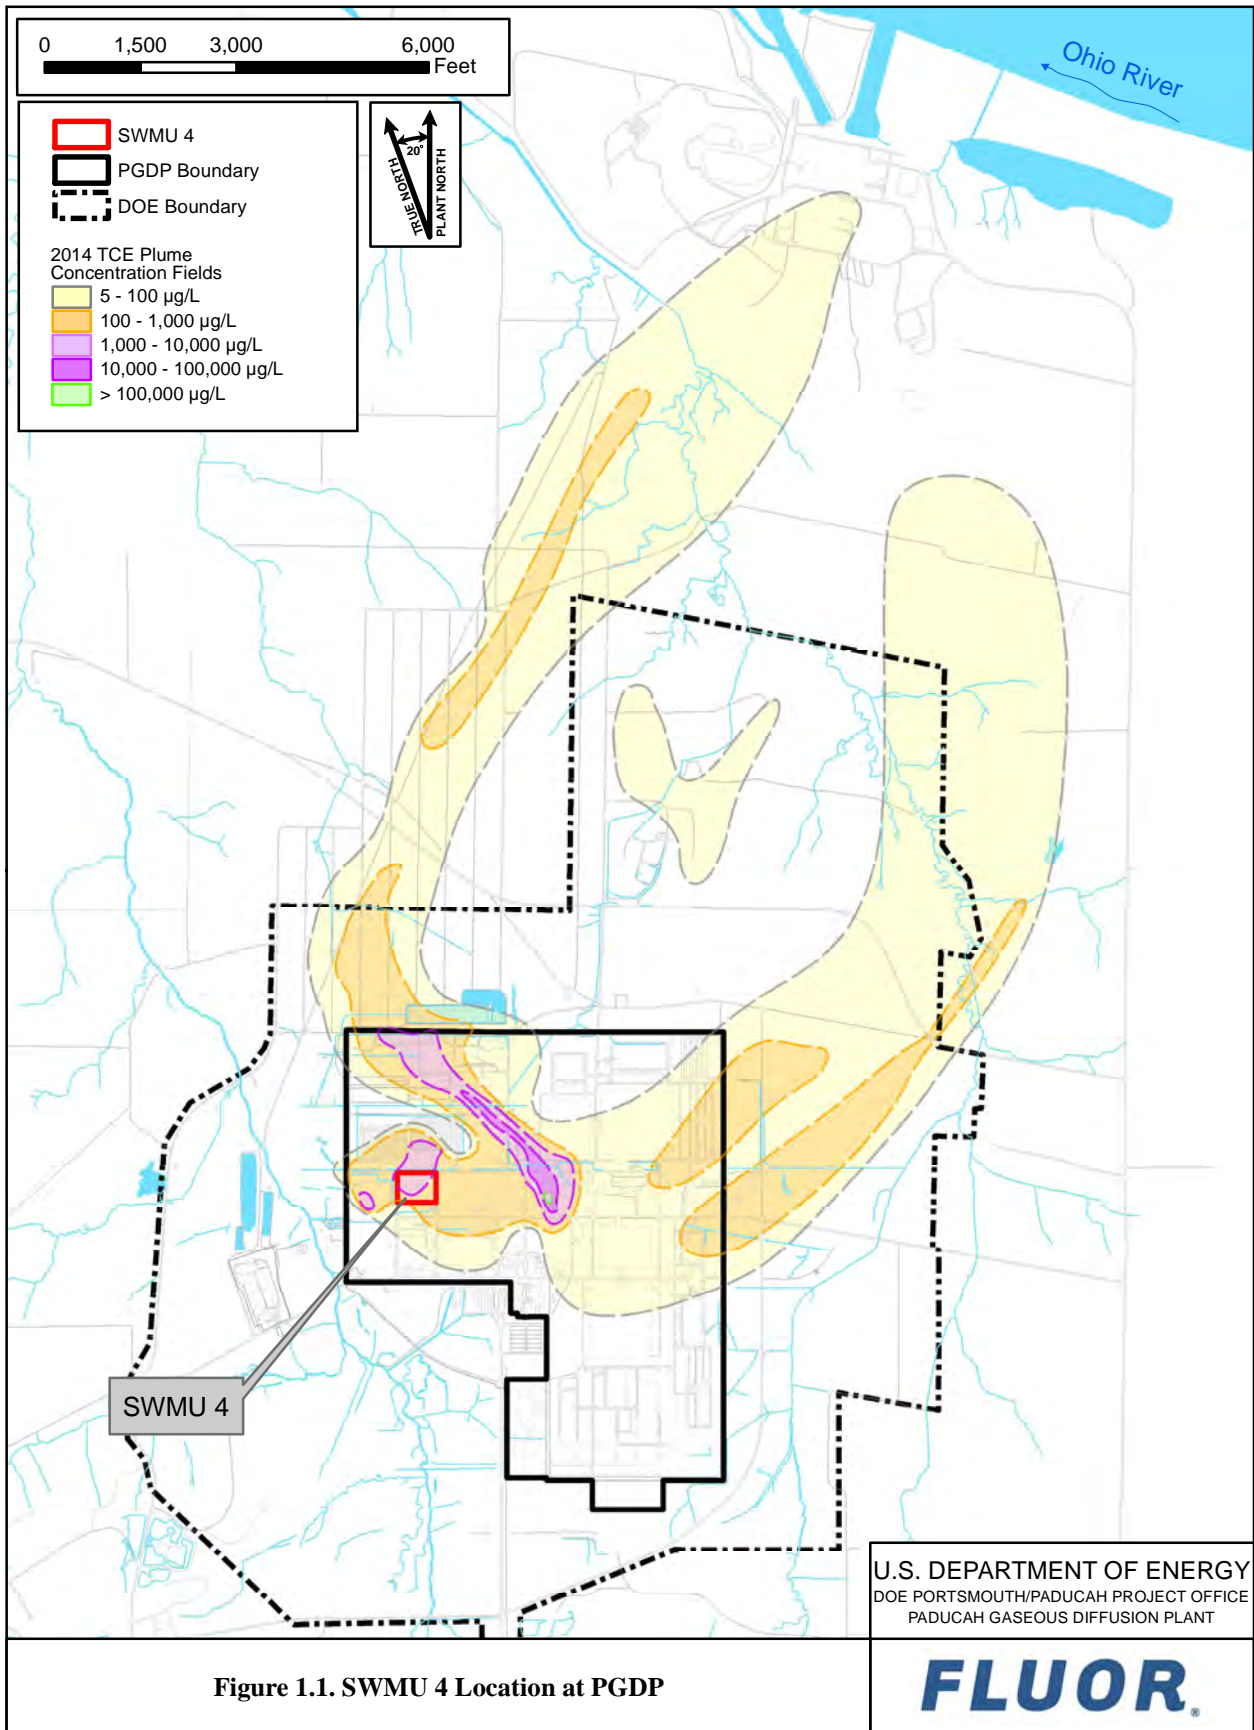 0 1,500 3,000 6,000
Feet
Ohio River
SWMU 4
PGDP Boundary
DOE Boundary
2014 TCE Plume
Concentration Fields
5 - 100 µg/L
100 - 1,000 µg/L
1,000 - 10,000 µg/L
10,000 - 100,000 µg/L
> 100,000 µg/L
20°
TRUE NORTH
PLANT NORTH
SWMU 4
U.S. DEPARTMENT OF ENERGY
DOE PORTSMOUTH/PADUCAH PROJECT OFFICE
PADUCAH GASEOUS DIFFUSION PLANT
Figure 1.1. SWMU 4 Location at PGDP
FLUOR®